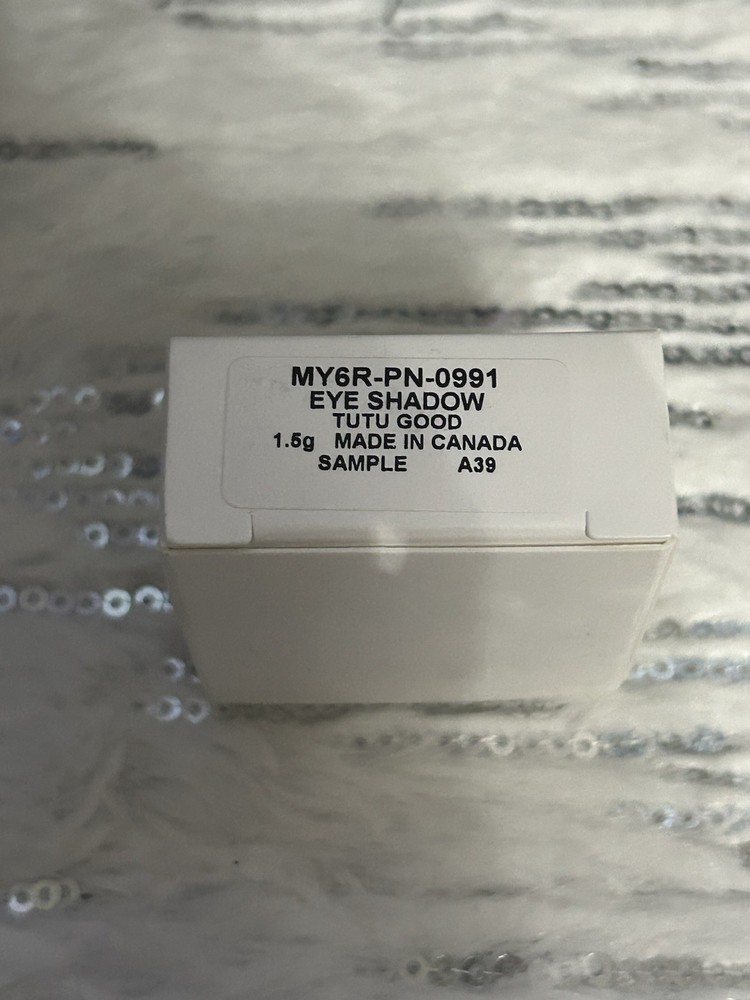 MY6R-PN-0991
EYE SHADOW
TUTU GOOD
1.5g MADE IN CANADA
SAMPLE A39